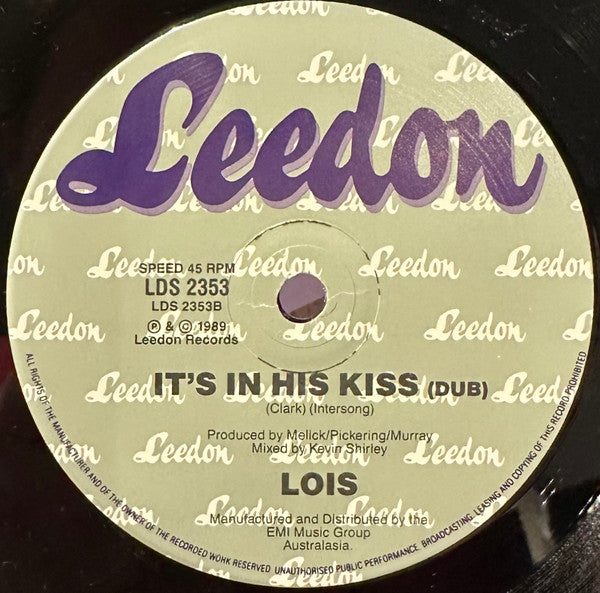 Leedon
SPEED 45 RPM
LDS 2353
LDS 2353B
Ⓟ & © 1989
Leedon Records
IT'S IN HIS KISS (DUB)
(Clark) (Intersong)
Produced by Melick/Pickering/Murray
Mixed by Kevin Shirley
LOIS
Manufactured and Distributed by the
EMI Music Group
Australasia.
ALL RIGHTS OF THE MANUFACTURER AND OF THE OWNER OF THE RECORDED WORK RESERVED. UNAUTHORISED PUBLIC PERFORMANCE, BROADCASTING, LEASING AND COPYING OF THIS RECORD PROHIBITED